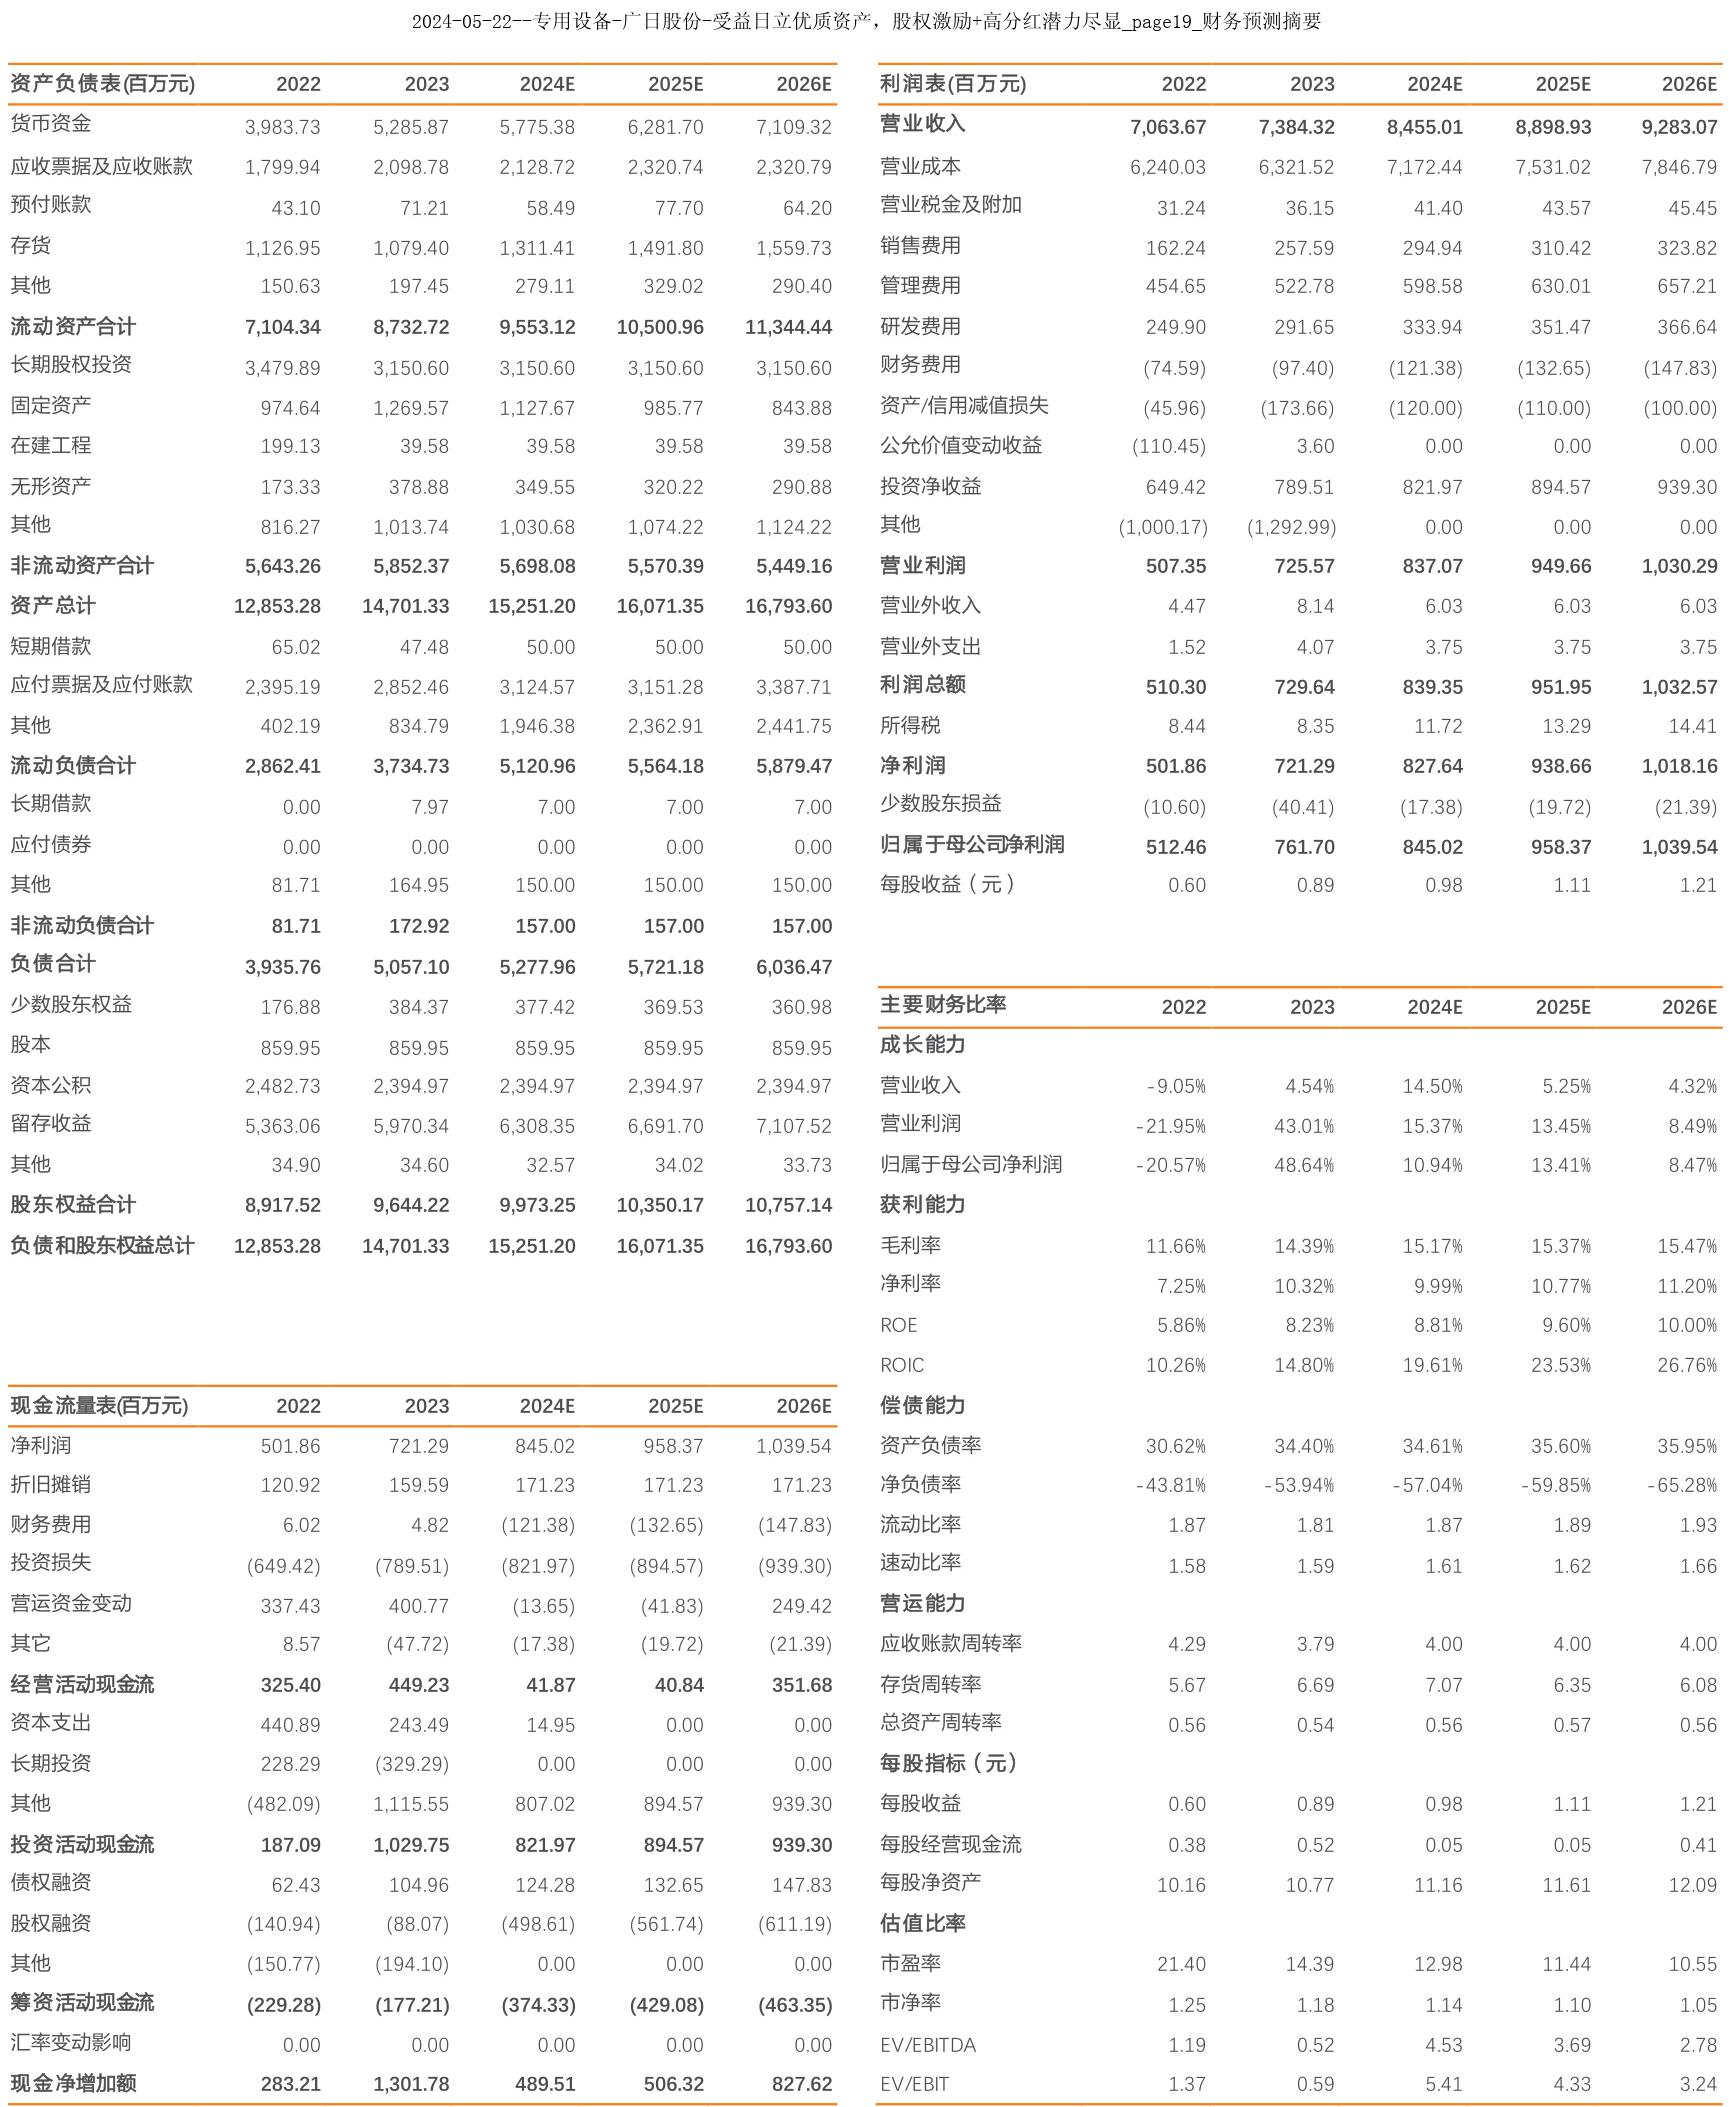 2024-05-22--专用设备-广日股份-受益日立优质资产，股权激励+高分红潜力尽显_page19_财务预测摘要
资产负债表(百万元) 2022 2023 2024E 2025E 2026E
货币资金 3,983.73 5,285.87 5,775.38 6,281.70 7,109.32
应收票据及应收账款 1,799.94 2,098.78 2,128.72 2,320.74 2,320.79
预付账款 43.10 71.21 58.49 77.70 64.20
存货 1,126.95 1,079.40 1,311.41 1,491.80 1,559.73
其他 150.63 197.45 279.11 329.02 290.40
流动资产合计 7,104.34 8,732.72 9,553.12 10,500.96 11,344.44
长期股权投资 3,479.89 3,150.60 3,150.60 3,150.60 3,150.60
固定资产 974.64 1,269.57 1,127.67 985.77 843.88
在建工程 199.13 39.58 39.58 39.58 39.58
无形资产 173.33 378.88 349.55 320.22 290.88
其他 816.27 1,013.74 1,030.68 1,074.22 1,124.22
非流动资产合计 5,643.26 5,852.37 5,698.08 5,570.39 5,449.16
资产总计 12,853.28 14,701.33 15,251.20 16,071.35 16,793.60
短期借款 65.02 47.48 50.00 50.00 50.00
应付票据及应付账款 2,395.19 2,852.46 3,124.57 3,151.28 3,387.71
其他 402.19 834.79 1,946.38 2,362.91 2,441.75
流动负债合计 2,862.41 3,734.73 5,120.96 5,564.18 5,879.47
长期借款 0.00 7.97 7.00 7.00 7.00
应付债券 0.00 0.00 0.00 0.00 0.00
其他 81.71 164.95 150.00 150.00 150.00
非流动负债合计 81.71 172.92 157.00 157.00 157.00
负债合计 3,935.76 5,057.10 5,277.96 5,721.18 6,036.47
少数股东权益 176.88 384.37 377.42 369.53 360.98
股本 859.95 859.95 859.95 859.95 859.95
资本公积 2,482.73 2,394.97 2,394.97 2,394.97 2,394.97
留存收益 5,363.06 5,970.34 6,308.35 6,691.70 7,107.52
其他 34.90 34.60 32.57 34.02 33.73
股东权益合计 8,917.52 9,644.22 9,973.25 10,350.17 10,757.14
负债和股东权益总计 12,853.28 14,701.33 15,251.20 16,071.35 16,793.60
现金流量表(百万元) 2022 2023 2024E 2025E 2026E
净利润 501.86 721.29 845.02 958.37 1,039.54
折旧摊销 120.92 159.59 171.23 171.23 171.23
财务费用 6.02 4.82 (121.38) (132.65) (147.83)
投资损失 (649.42) (789.51) (821.97) (894.57) (939.30)
营运资金变动 337.43 400.77 (13.65) (41.83) 249.42
其它 8.57 (47.72) (17.38) (19.72) (21.39)
经营活动现金流 325.40 449.23 41.87 40.84 351.68
资本支出 440.89 243.49 14.95 0.00 0.00
长期投资 228.29 (329.29) 0.00 0.00 0.00
其他 (482.09) 1,115.55 807.02 894.57 939.30
投资活动现金流 187.09 1,029.75 821.97 894.57 939.30
债权融资 62.43 104.96 124.28 132.65 147.83
股权融资 (140.94) (88.07) (498.61) (561.74) (611.19)
其他 (150.77) (194.10) 0.00 0.00 0.00
筹资活动现金流 (229.28) (177.21) (374.33) (429.08) (463.35)
汇率变动影响 0.00 0.00 0.00 0.00 0.00
现金净增加额 283.21 1,301.78 489.51 506.32 827.62
利润表(百万元) 2022 2023 2024E 2025E 2026E
营业收入 7,063.67 7,384.32 8,455.01 8,898.93 9,283.07
营业成本 6,240.03 6,321.52 7,172.44 7,531.02 7,846.79
营业税金及附加 31.24 36.15 41.40 43.57 45.45
销售费用 162.24 257.59 294.94 310.42 323.82
管理费用 454.65 522.78 598.58 630.01 657.21
研发费用 249.90 291.65 333.94 351.47 366.64
财务费用 (74.59) (97.40) (121.38) (132.65) (147.83)
资产/信用减值损失 (45.96) (173.66) (120.00) (110.00) (100.00)
公允价值变动收益 (110.45) 3.60 0.00 0.00 0.00
投资净收益 649.42 789.51 821.97 894.57 939.30
其他 (1,000.17) (1,292.99) 0.00 0.00 0.00
营业利润 507.35 725.57 837.07 949.66 1,030.29
营业外收入 4.47 8.14 6.03 6.03 6.03
营业外支出 1.52 4.07 3.75 3.75 3.75
利润总额 510.30 729.64 839.35 951.95 1,032.57
所得税 8.44 8.35 11.72 13.29 14.41
净利润 501.86 721.29 827.64 938.66 1,018.16
少数股东损益 (10.60) (40.41) (17.38) (19.72) (21.39)
归属于母公司净利润 512.46 761.70 845.02 958.37 1,039.54
每股收益（元） 0.60 0.89 0.98 1.11 1.21
主要财务比率 2022 2023 2024E 2025E 2026E
成长能力
营业收入 -9.05% 4.54% 14.50% 5.25% 4.32%
营业利润 -21.95% 43.01% 15.37% 13.45% 8.49%
归属于母公司净利润 -20.57% 48.64% 10.94% 13.41% 8.47%
获利能力
毛利率 11.66% 14.39% 15.17% 15.37% 15.47%
净利率 7.25% 10.32% 9.99% 10.77% 11.20%
ROE 5.86% 8.23% 8.81% 9.60% 10.00%
ROIC 10.26% 14.80% 19.61% 23.53% 26.76%
偿债能力
资产负债率 30.62% 34.40% 34.61% 35.60% 35.95%
净负债率 -43.81% -53.94% -57.04% -59.85% -65.28%
流动比率 1.87 1.81 1.87 1.89 1.93
速动比率 1.58 1.59 1.61 1.62 1.66
营运能力
应收账款周转率 4.29 3.79 4.00 4.00 4.00
存货周转率 5.67 6.69 7.07 6.35 6.08
总资产周转率 0.56 0.54 0.56 0.57 0.56
每股指标（元）
每股收益 0.60 0.89 0.98 1.11 1.21
每股经营现金流 0.38 0.52 0.05 0.05 0.41
每股净资产 10.16 10.77 11.16 11.61 12.09
估值比率
市盈率 21.40 14.39 12.98 11.44 10.55
市净率 1.25 1.18 1.14 1.10 1.05
EV/EBITDA 1.19 0.52 4.53 3.69 2.78
EV/EBIT 1.37 0.59 5.41 4.33 3.24